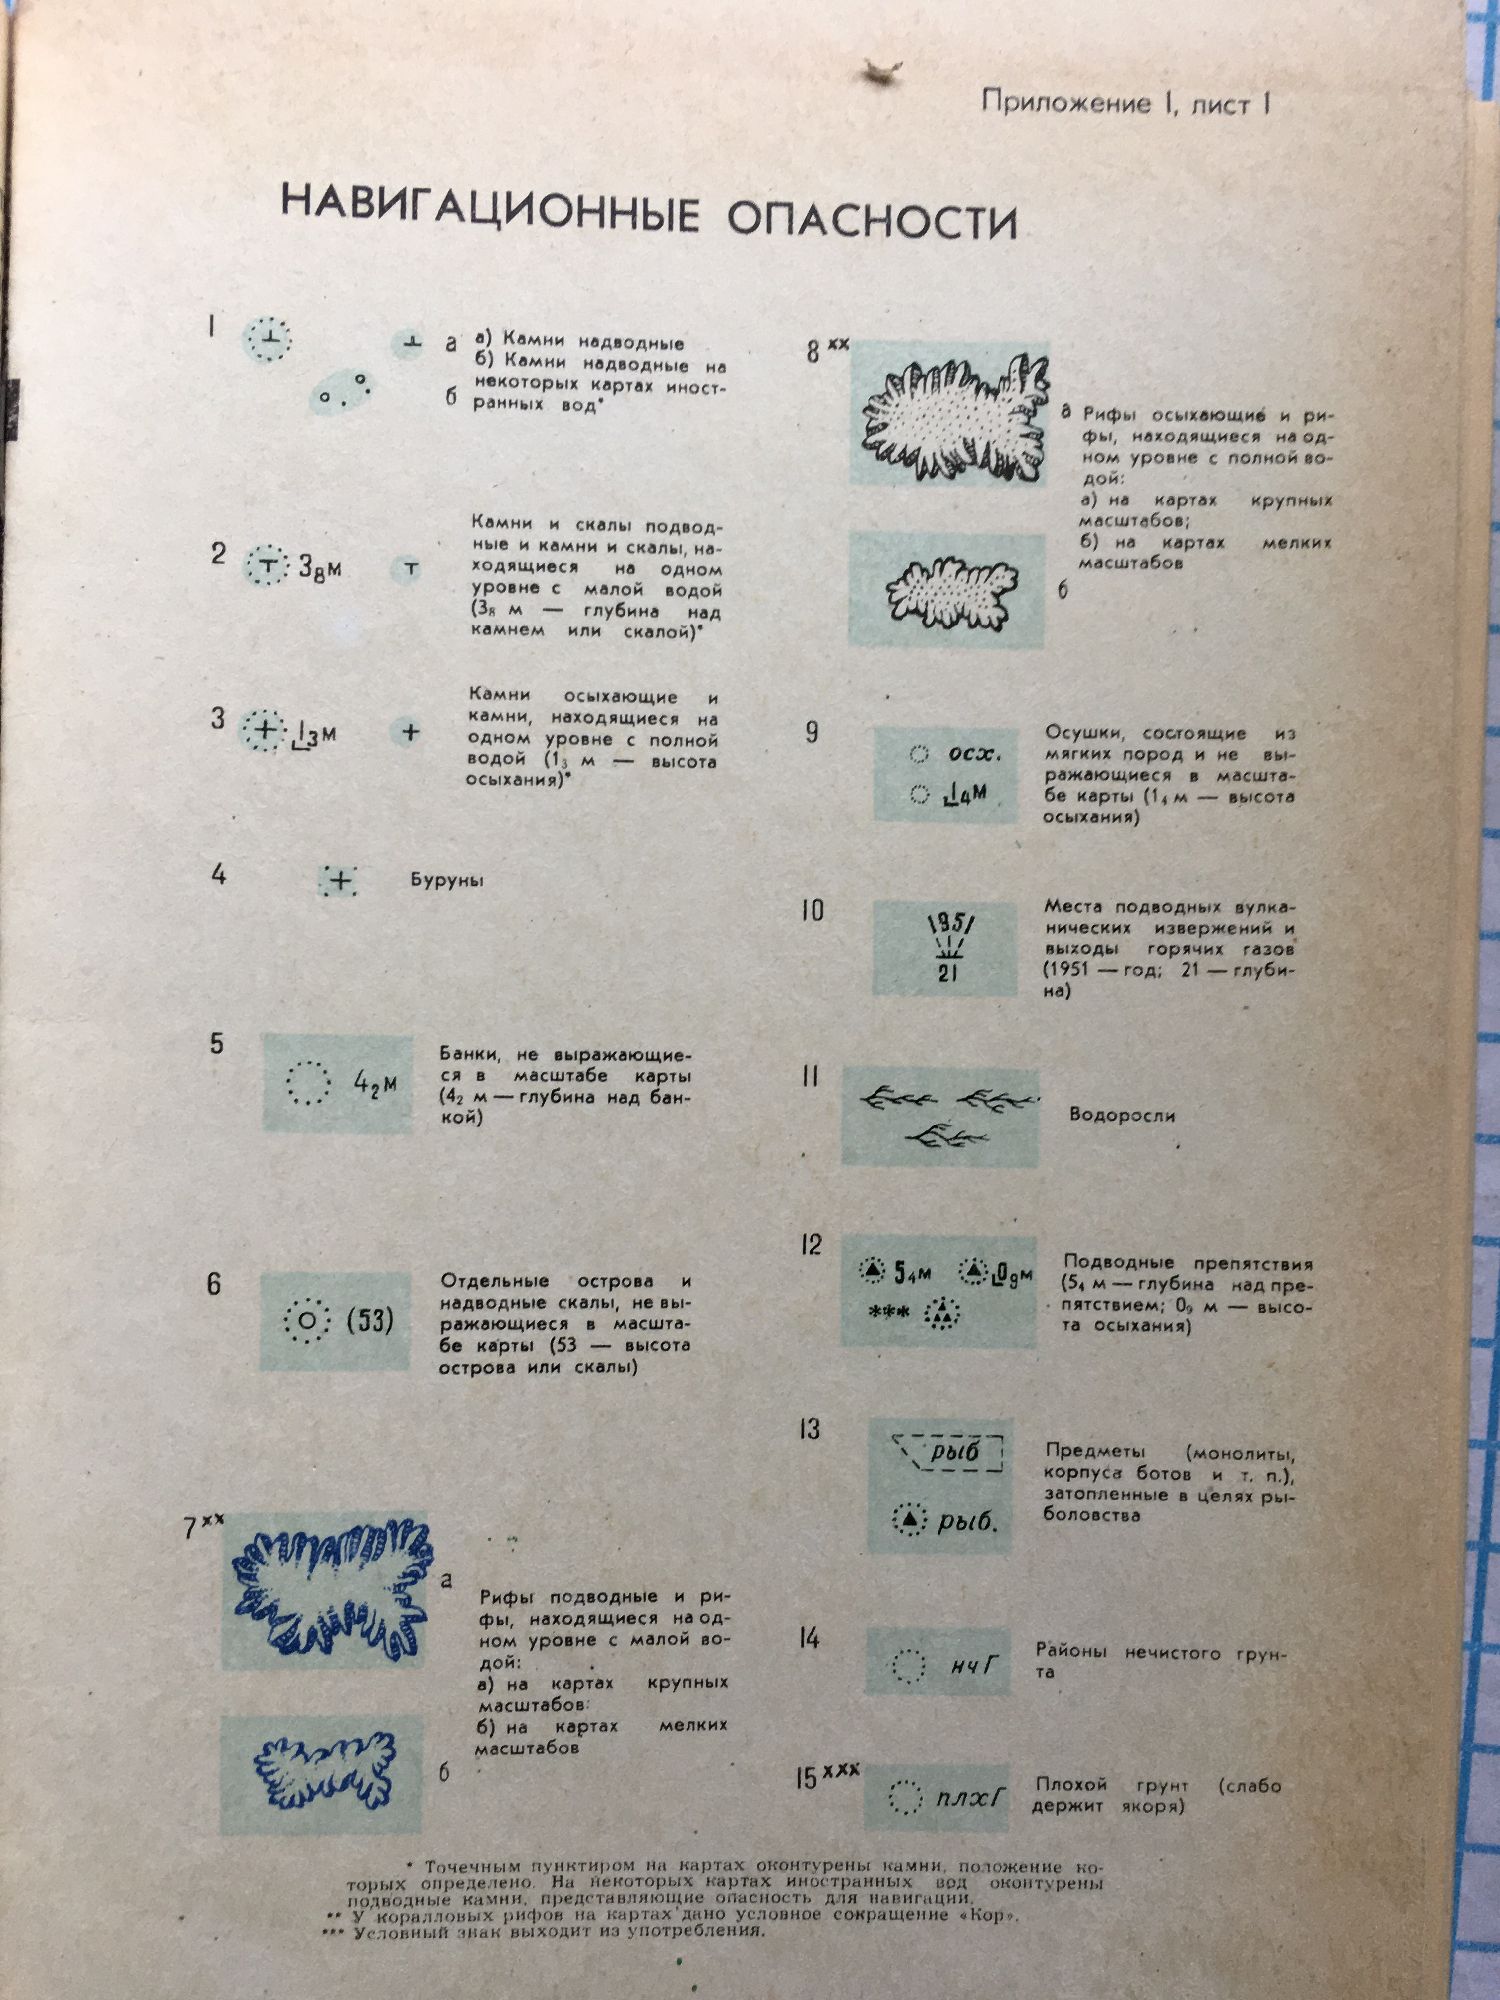 Приложение 1, лист 1
НАВИГАЦИОННЫЕ ОПАСНОСТИ
1
а
б
а) Камни надводные
б) Камни надводные на
некоторых картах иност-
ранных вод*
2
3₈м
Камни и скалы подвод-
ные и камни и скалы, на-
ходящиеся на одном
уровне с малой водой
(3₈ м — глубина над
камнем или скалой)*
3
1₃м
Камни осыхающие и
камни, находящиеся на
одном уровне с полной
водой (1₃ м — высота
осыхания)*
4
Буруны
5
4₂м
Банки, не выражающие-
ся в масштабе карты
(4₂ м — глубина над бан-
кой)
6
(53)
Отдельные острова и
надводные скалы, не вы-
ражающиеся в масшта-
бе карты (53 — высота
острова или скалы)
7ˣˣ
а
б
Рифы подводные и ри-
фы, находящиеся на од-
ном уровне с малой во-
дой:
а) на картах крупных
масштабов:
б) на картах мелких
масштабов
8ˣˣ
а
б
Рифы осыхающие и ри-
фы, находящиеся на од-
ном уровне с полной во-
дой:
а) на картах крупных
масштабов;
б) на картах мелких
масштабов
9
осх.
1₄м
Осушки, состоящие из
мягких пород и не вы-
ражающиеся в масшта-
бе карты (1₄ м — высота
осыхания)
10
1951
21
Места подводных вулка-
нических извержений и
выходы горячих газов
(1951 — год; 21 — глуби-
на)
11
Водоросли
12
5₄м
0₉м
***
Подводные препятствия
(5₄ м — глубина над пре-
пятствием; 0₉ м — высо-
та осыхания)
13
рыб
рыб.
Предметы (монолиты,
корпуса ботов и т. п.),
затопленные в целях ры-
боловства
14
нчГ
Районы нечистого грун-
та
15ˣˣˣ
плхГ
Плохой грунт (слабо
держит якоря)
* Точечным пунктиром на картах оконтурены камни, положение ко-
торых определено. На некоторых картах иностранных вод оконтурены
подводные камни, представляющие опасность для навигации.
** У коралловых рифов на картах дано условное сокращение «Кор».
*** Условный знак выходит из употребления.